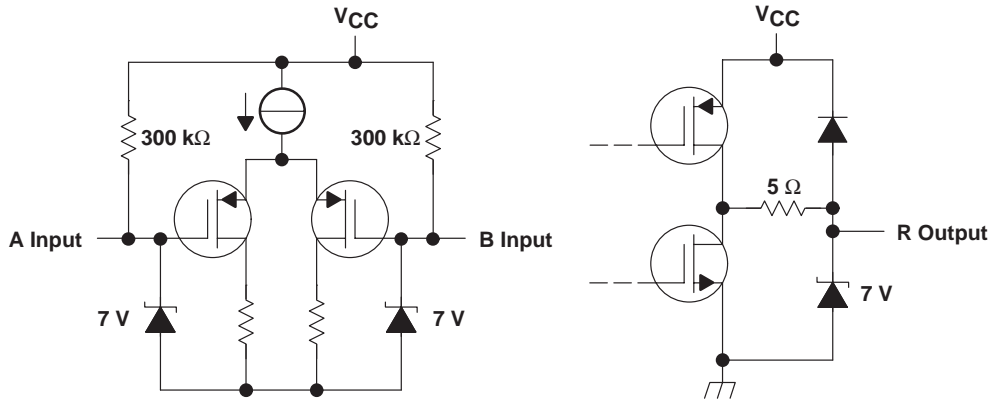 VCC
300 kΩ
300 kΩ
A Input
B Input
7 V
7 V
VCC
5 Ω
R Output
7 V